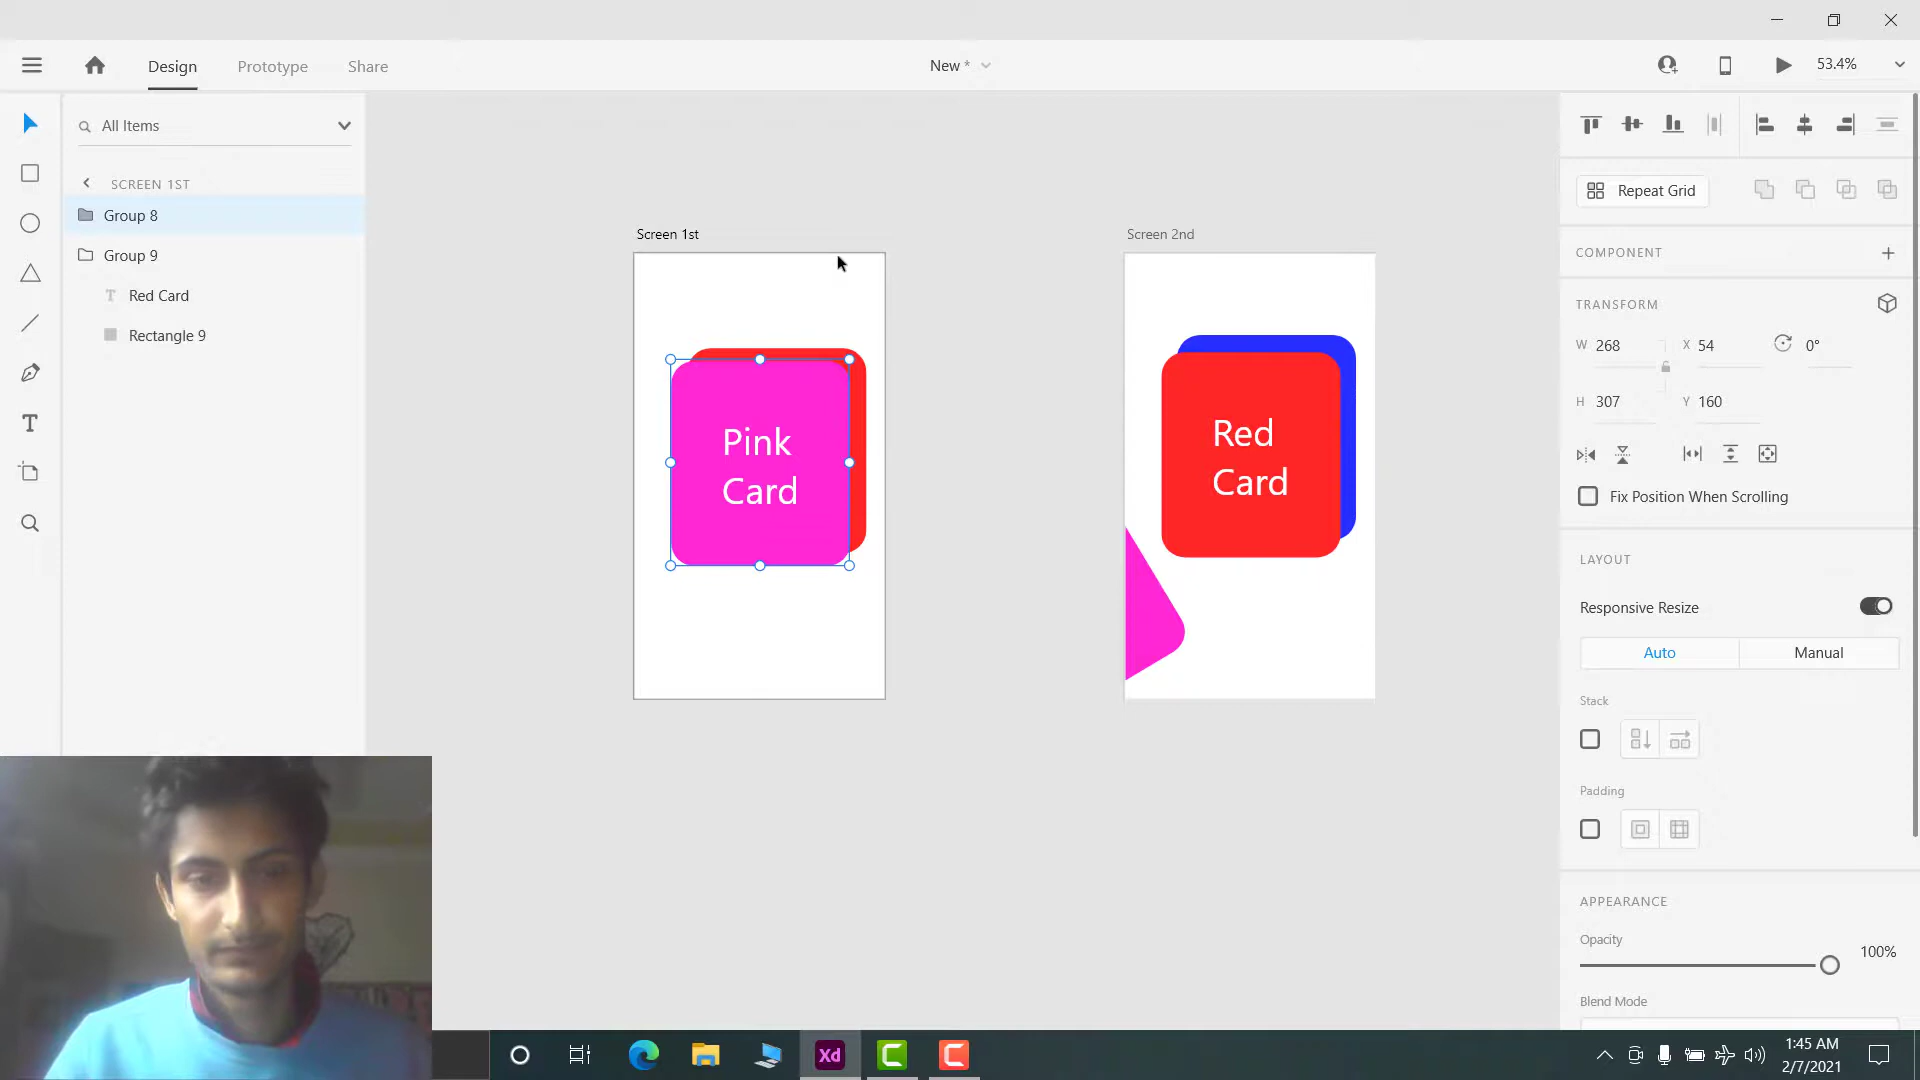 Design
Prototype
Share
New *
53.4%
All Items
SCREEN 1ST
Group 8
Group 9
T Red Card
Rectangle 9
Screen 1st
Pink
Card
Screen 2nd
Red
Card
Repeat Grid
COMPONENT
TRANSFORM
W 268 X 54 0°
H 307 Y 160
Fix Position When Scrolling
LAYOUT
Responsive Resize
Auto Manual
Stack
Padding
APPEARANCE
Opacity
100%
Blend Mode
Xd
1:45 AM
2/7/2021